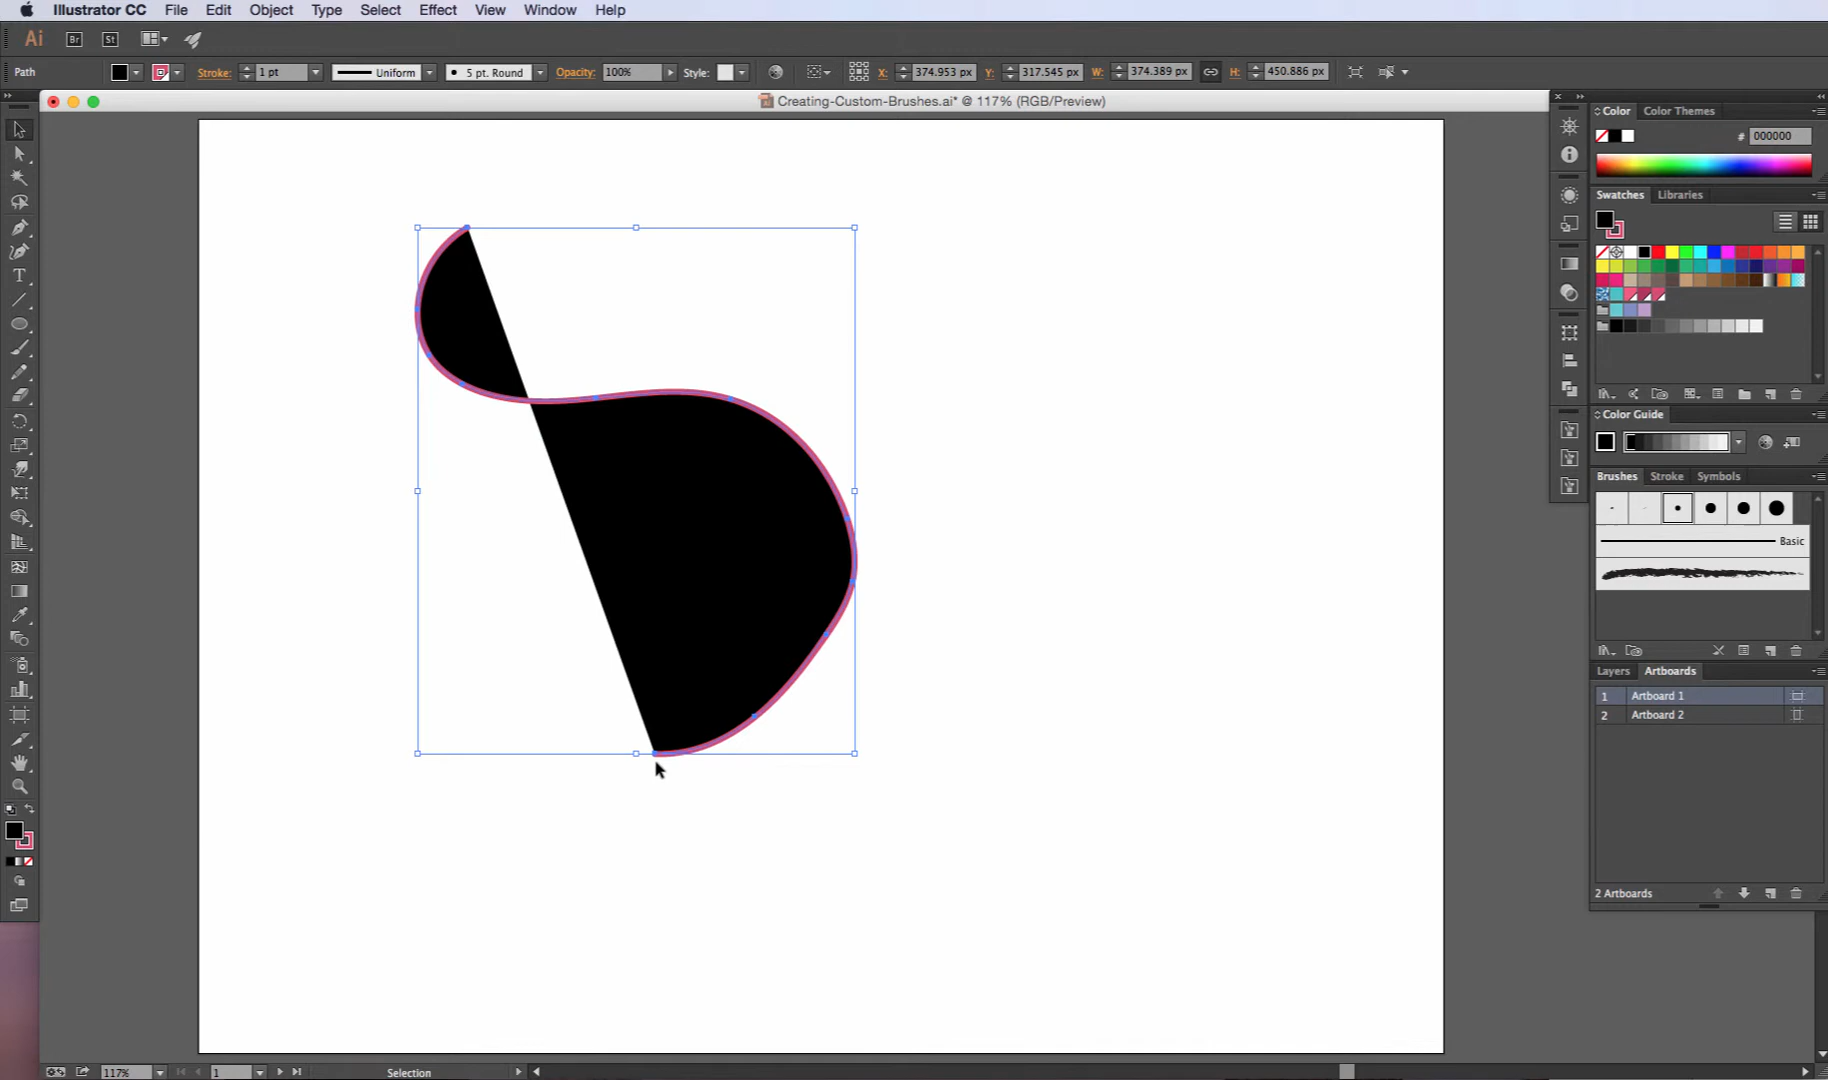 Illustrator CC File Edit Object Type Select Effect View Window Help
Ai Br St
Path Stroke: 1 pt Uniform 5 pt. Round Opacity: 100% Style: X: 374.953 px Y: 317.545 px W: 374.389 px H: 450.886 px
Creating-Custom-Brushes.ai* @ 117% (RGB/Preview)
Color Color Themes
# 000000
Swatches Libraries
Color Guide
Brushes Stroke Symbols
Basic
Layers Artboards
1 Artboard 1
2 Artboard 2
2 Artboards
117% 1 Selection